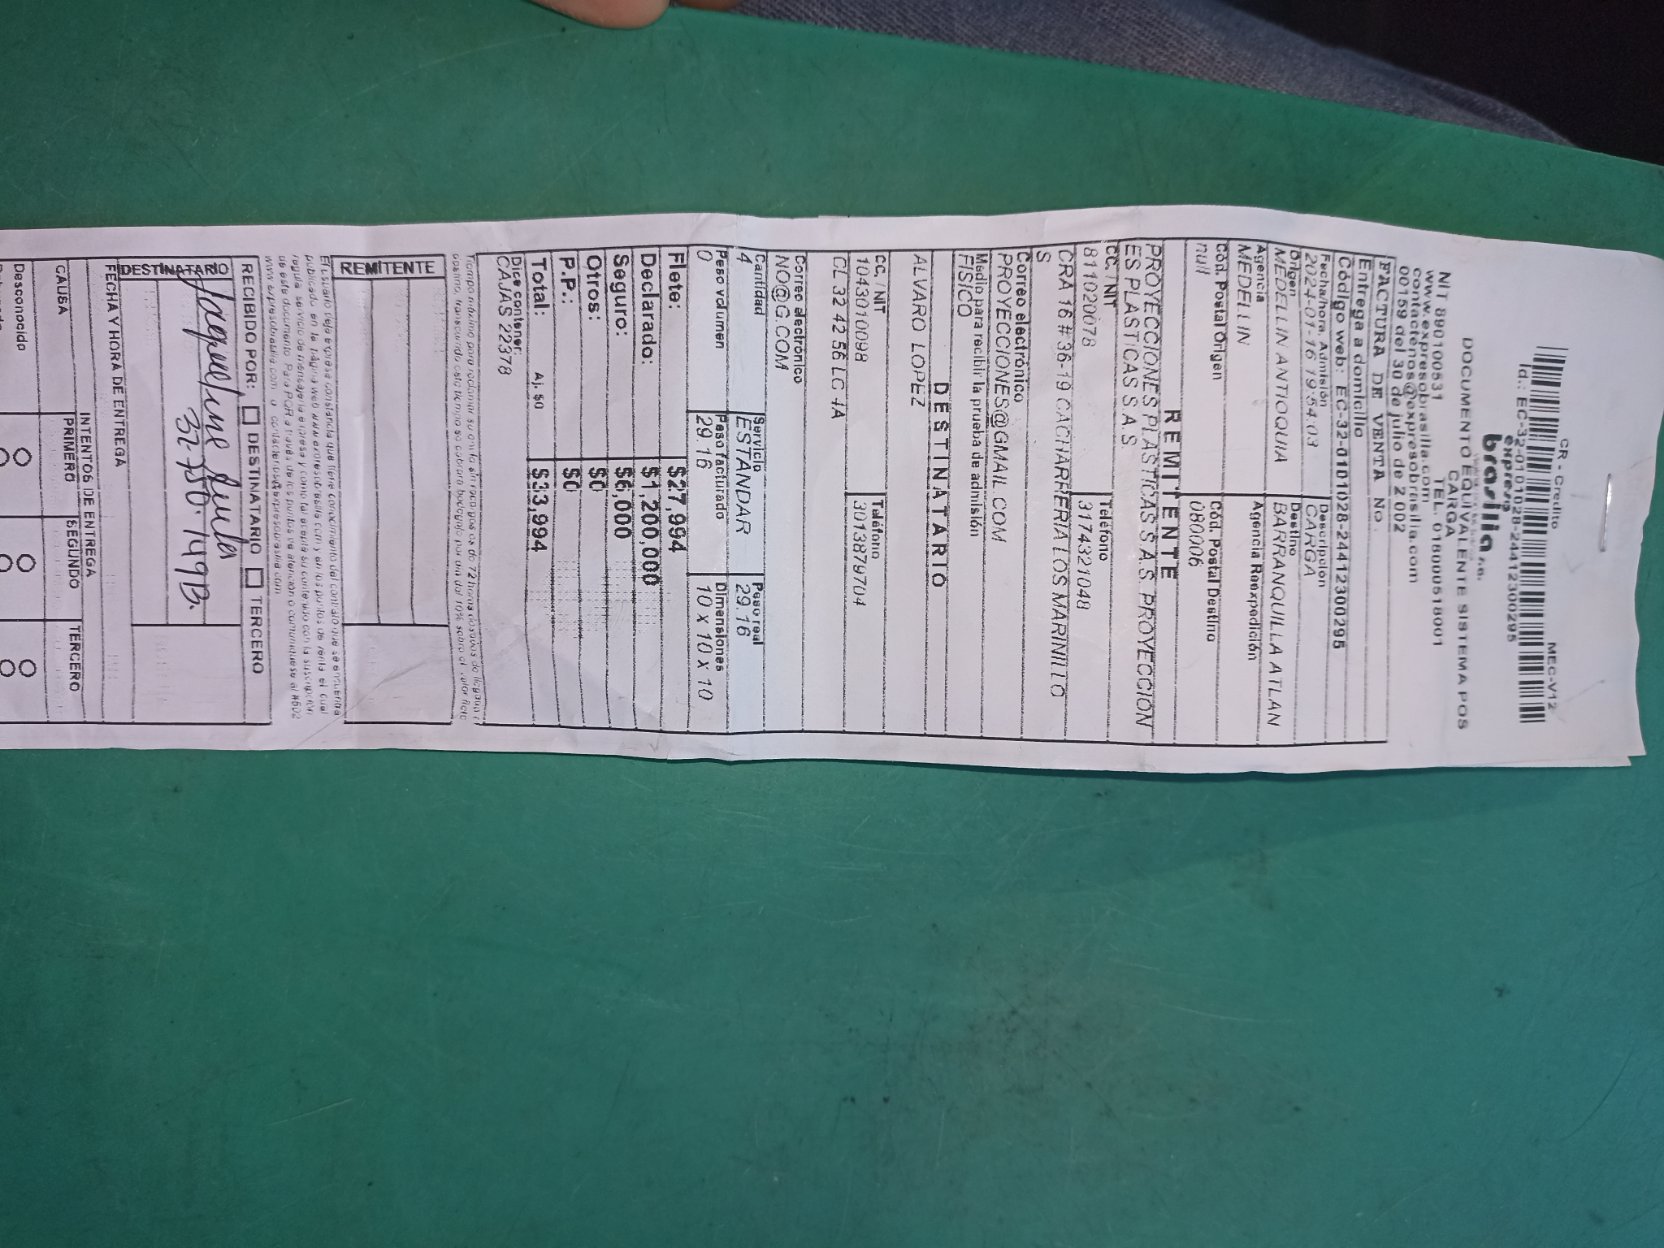 CR - Credito MEC-V12
Id.: EC-32-0101028-24412300295
expreso
brasilia s.a.
DOCUMENTO EQUIVALENTE SISTEMA POS
CARGA
NIT 890100531 TEL. 018000518001
www.expresobrasilia.com
contactenos@expresobrasilia.com
00159 del 30 de julio de 2002
FACTURA DE VENTA No.
Entrega a domicilio
Código web: EC-32-0101028-24412300295
Fecha/hora Admisión Descripción
2024-01-16 19:54:03 CARGA
Origen Destino
MEDELLIN ANTIOQUIA BARRANQUILLA ATLAN
Agencia Agencia Reexpedición
MEDELLIN
Cód. Postal Origen Cód. Postal Destino
null 080006
REMITENTE
PROYECCIONES PLASTICAS S.A.S. PROYECCION
ES PLASTICAS S.A.S.
CC. / NIT Teléfono
811020078 3174321048
CRA 16 # 36-19 CACHARRERIA LOS MARINILLO
S
Correo electrónico
PROYECCIONES@GMAIL.COM
Medio para recibir la prueba de admisión
FISICO
DESTINATARIO
ALVARO LOPEZ
CC. / NIT Teléfono
1043010098 3013879704
CL 32 42 56 LC 4A
Correo electrónico
NO@G.COM
Cantidad Servicio Peso real
4 ESTANDAR 29.16
Peso volumen Peso facturado Dimensiones
0 29.16 10 x 10 x 10
Flete: $27,994
Declarado: $1,200,000
Seguro: $6,000
Otros: $0
P.P.: $0
Total: Aj. $0 $33,994
Dice contener:
CAJAS 22378
REMITENTE
RECIBIDO POR: DESTINATARIO TERCERO
DESTINATARIO
Jaqueline
32.750.149B.
FECHA Y HORA DE ENTREGA
INTENTOS DE ENTREGA
CAUSA PRIMERO SEGUNDO TERCERO
Desconocido